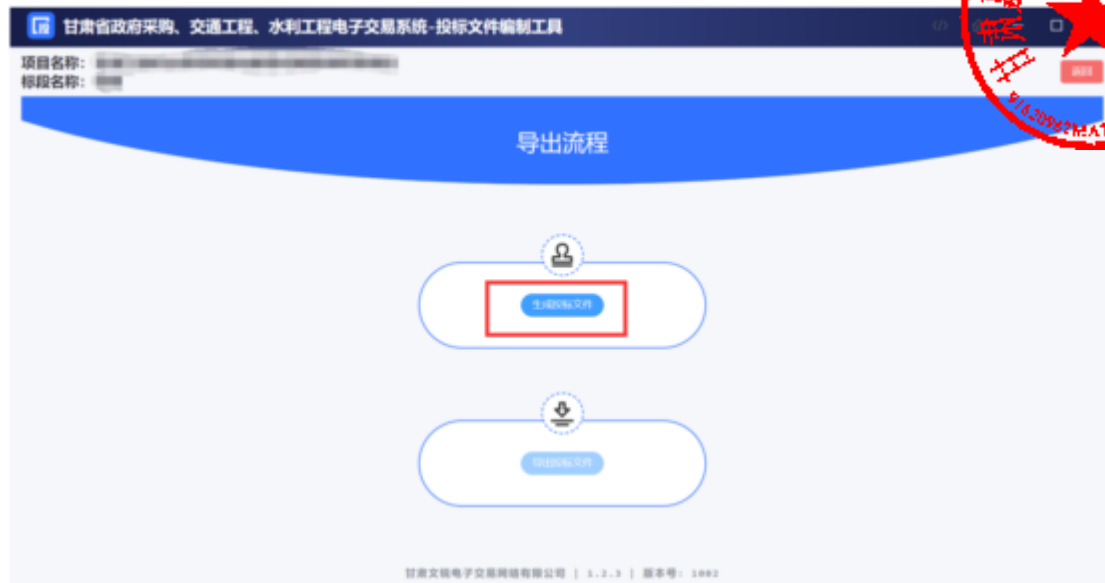 甘肃省政府采购、交通工程、水利工程电子交易系统-投标文件编制工具
项目名称：
标段名称：
返回
导出流程
生成投标文件
导出投标文件
甘肃文锐电子交易网络有限公司 | 1.2.3 | 版本号: 1002